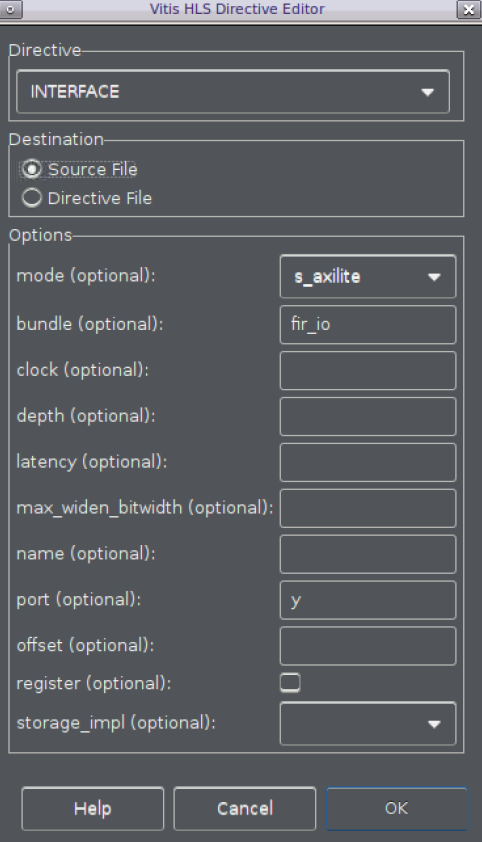 Vitis HLS Directive Editor
Directive
INTERFACE
Destination
Source File
Directive File
Options
mode (optional): s_axilite
bundle (optional): fir_io
clock (optional):
depth (optional):
latency (optional):
max_widen_bitwidth (optional):
name (optional):
port (optional): y
offset (optional):
register (optional):
storage_impl (optional):
Help Cancel OK